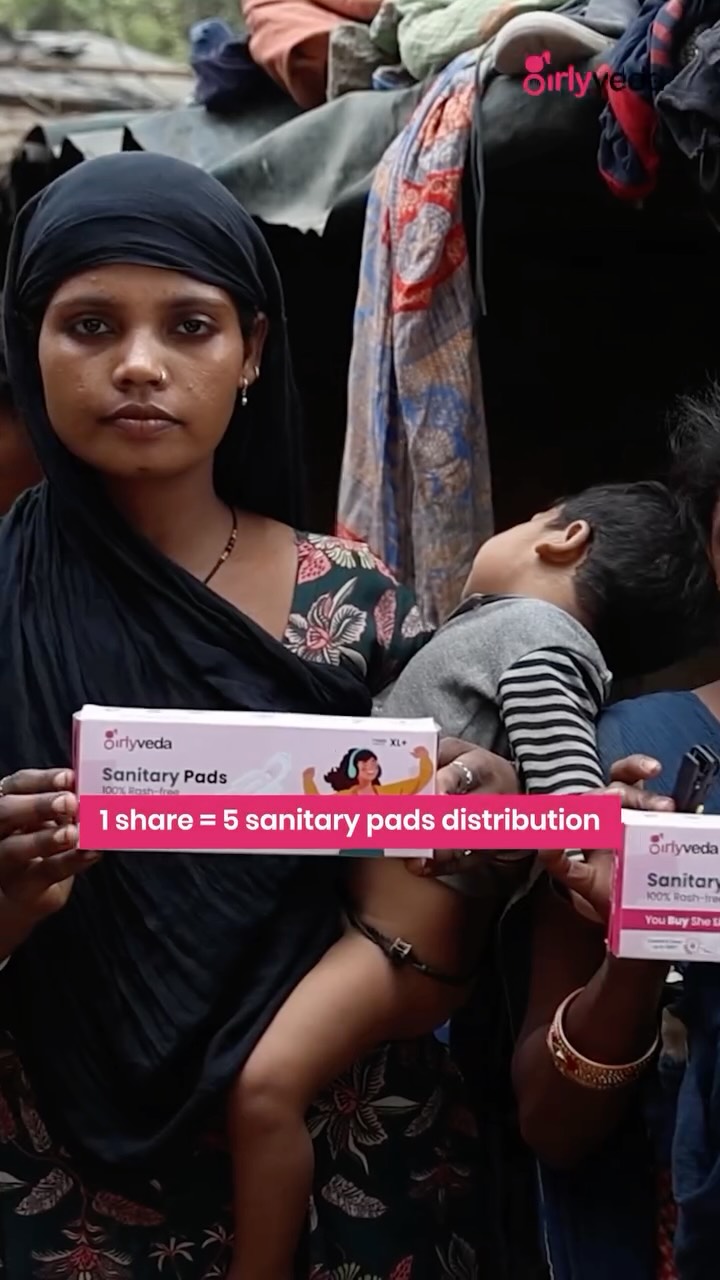 Girlyveda
Girlyveda
XL+
Sanitary Pads
100% Rash-free
1 share = 5 sanitary pads distribution
Girlyveda
Sanitary
100% Rash-free
You Buy She